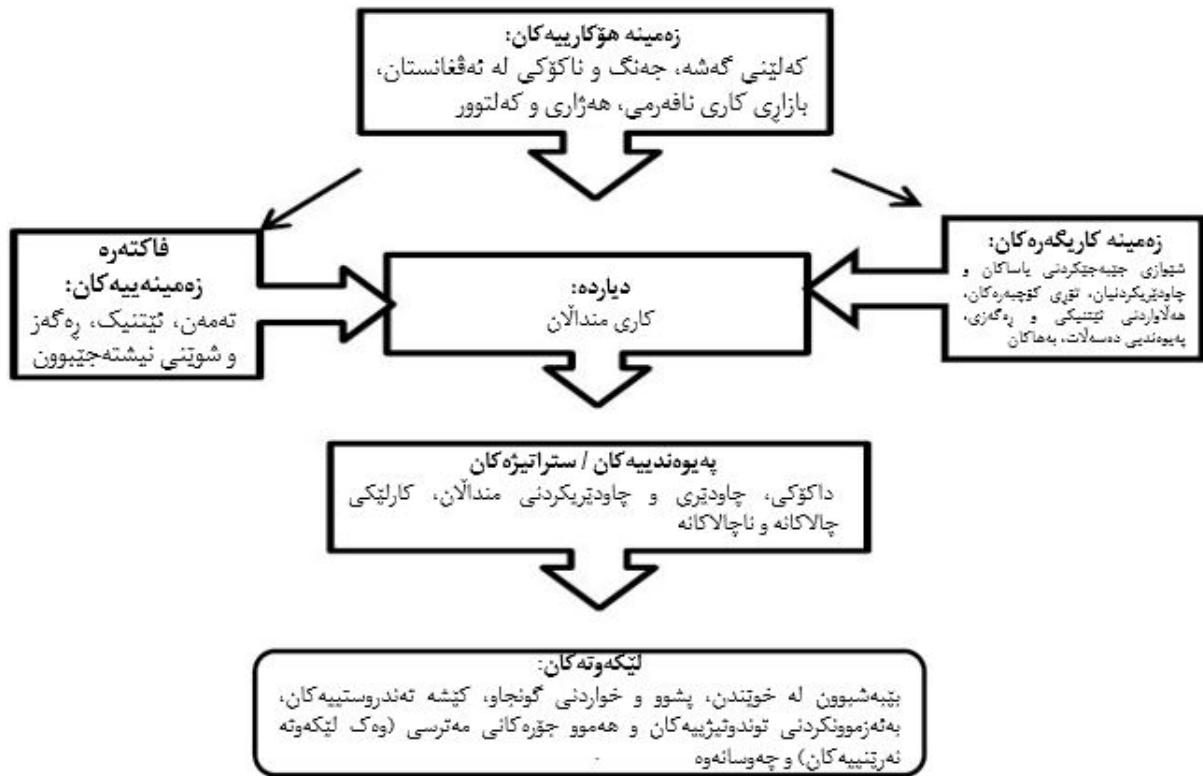 زەمینە هۆکارییەکان:
کەلێنی گەشە، جەنگ و ناکۆکی لە ئەفغانستان،
بازاڕی کاری نافەرمی، هەژاری و کەلتوور
زەمینە کاریگەرەکان:
شێوازی جێبەجێکردنی یاساکان و
چاودێریکردنیان، تۆڕی کۆچبەرەکان،
هەڵاواردنی ئێتنیکی و ڕەگەزی،
پەیوەندیی دەسەڵات، بەهاکان
دیاردە:
کاری منداڵان
فاکتەرە
زەمینەییەکان:
تەمەن، ئێتنیک، ڕەگەز
و شوێنی نیشتەجێبوون
پەیوەندییەکان / ستراتیژەکان
داکۆکی، چاودێری و چاودێریکردنی منداڵان، کارلێکی
چالاکانە و ناچالاکانە
لێکەوتەکان:
بێبەشبوون لە خوێندن، پشوو و خواردنی گونجاو، کێشە تەندروستییەکان،
بەئەزموونکردنی توندوتیژییەکان و هەموو جۆرەکانی مەترسی (وەک لێکەوتە
نەرێنییەکان) و چەوسانەوە .